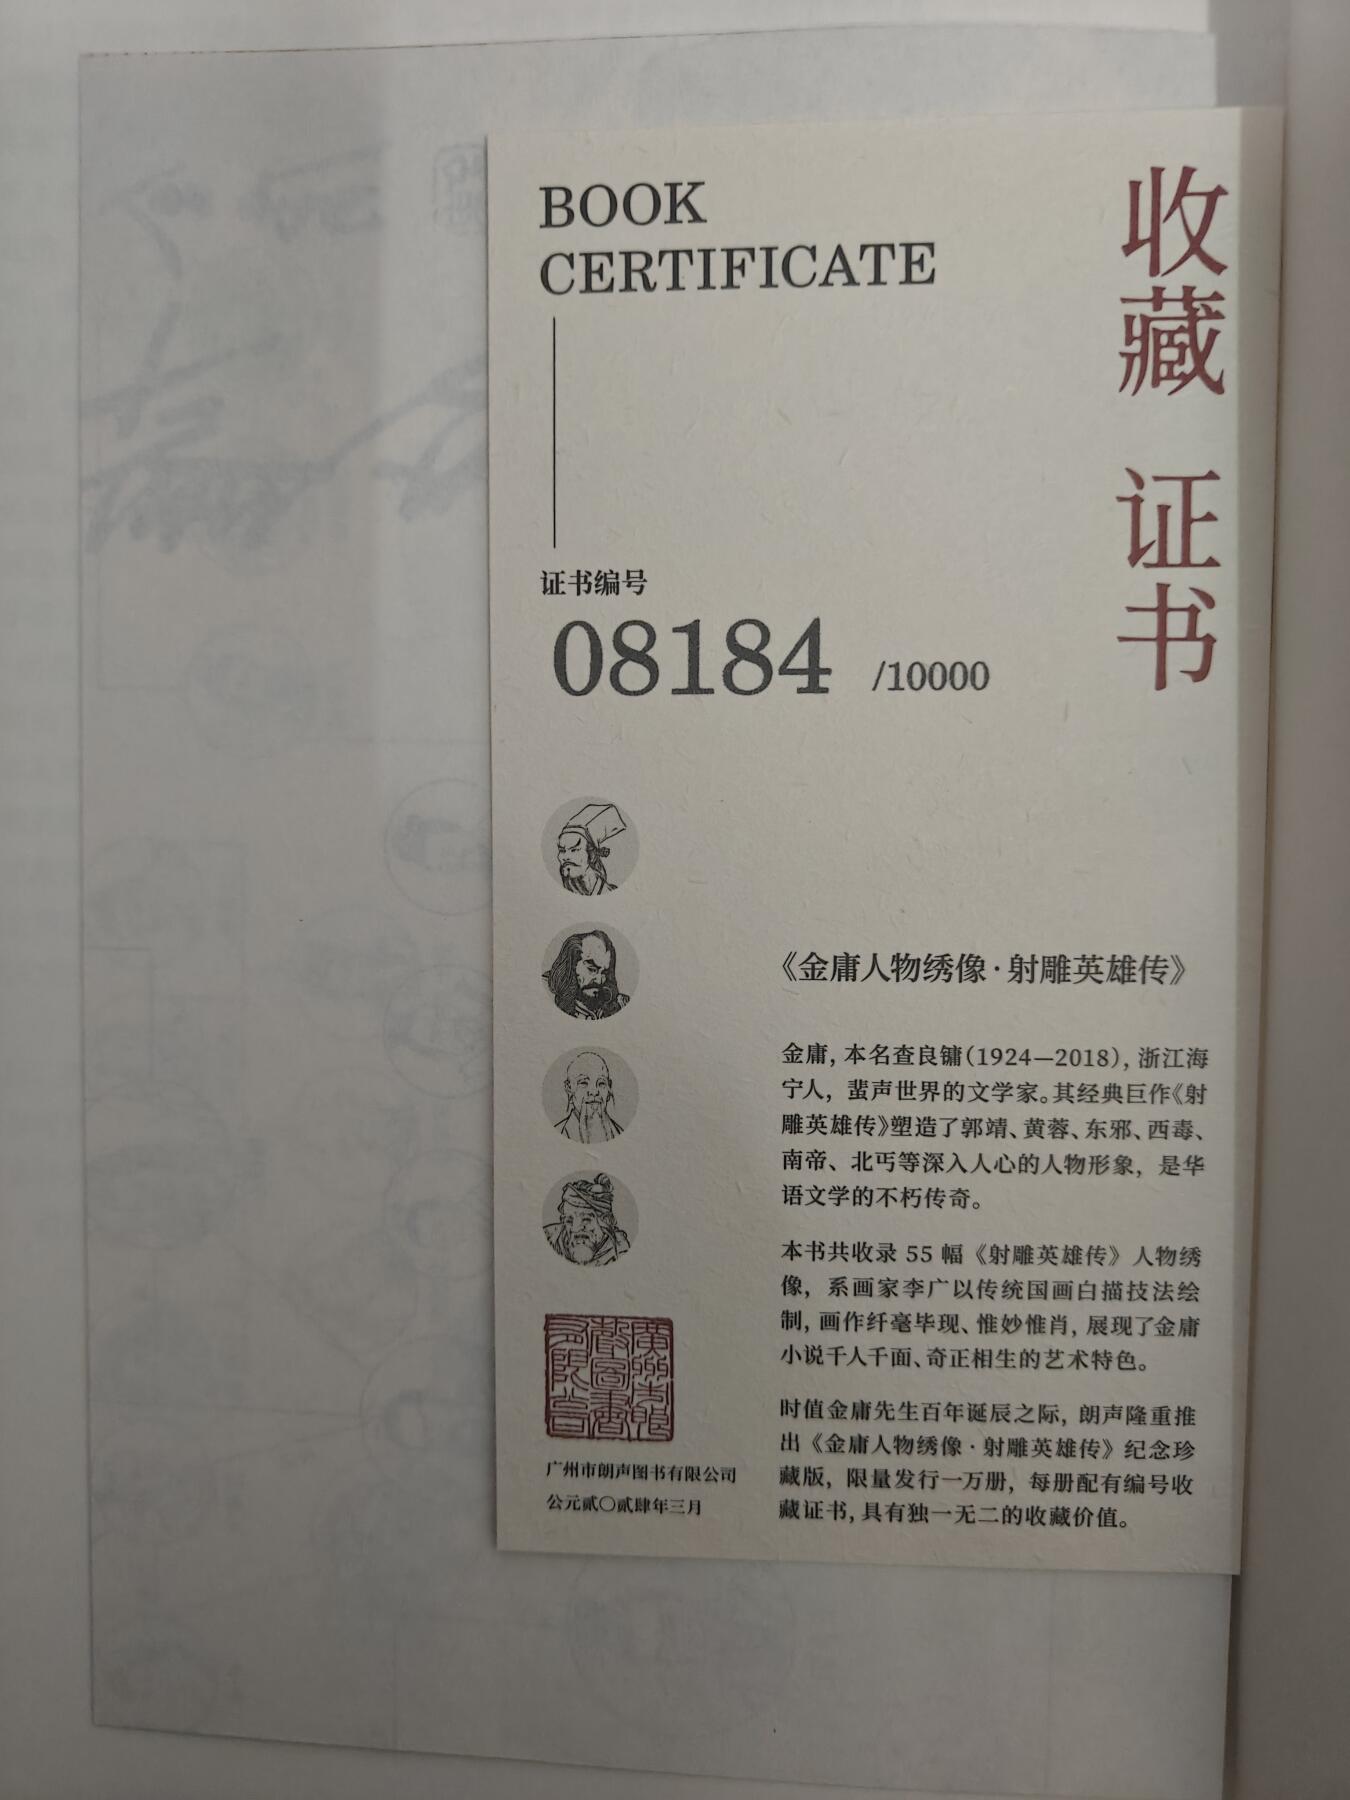 BOOK
CERTIFICATE
收藏 证书
证书编号
08184 /10000
《金庸人物绣像·射雕英雄传》
金庸，本名查良镛（1924—2018），浙江海
宁人，蜚声世界的文学家。其经典巨作《射
雕英雄传》塑造了郭靖、黄蓉、东邪、西毒、
南帝、北丐等深入人心的人物形象，是华
语文学的不朽传奇。
本书共收录 55 幅《射雕英雄传》人物绣
像，系画家李广以传统国画白描技法绘
制，画作纤毫毕现、惟妙惟肖，展现了金庸
小说千人千面、奇正相生的艺术特色。
时值金庸先生百年诞辰之际，朗声隆重推
出《金庸人物绣像·射雕英雄传》纪念珍
藏版，限量发行一万册，每册配有编号收
藏证书，具有独一无二的收藏价值。
廣州市朗
聲圖書
有限公司
广州市朗声图书有限公司
公元贰〇贰肆年三月